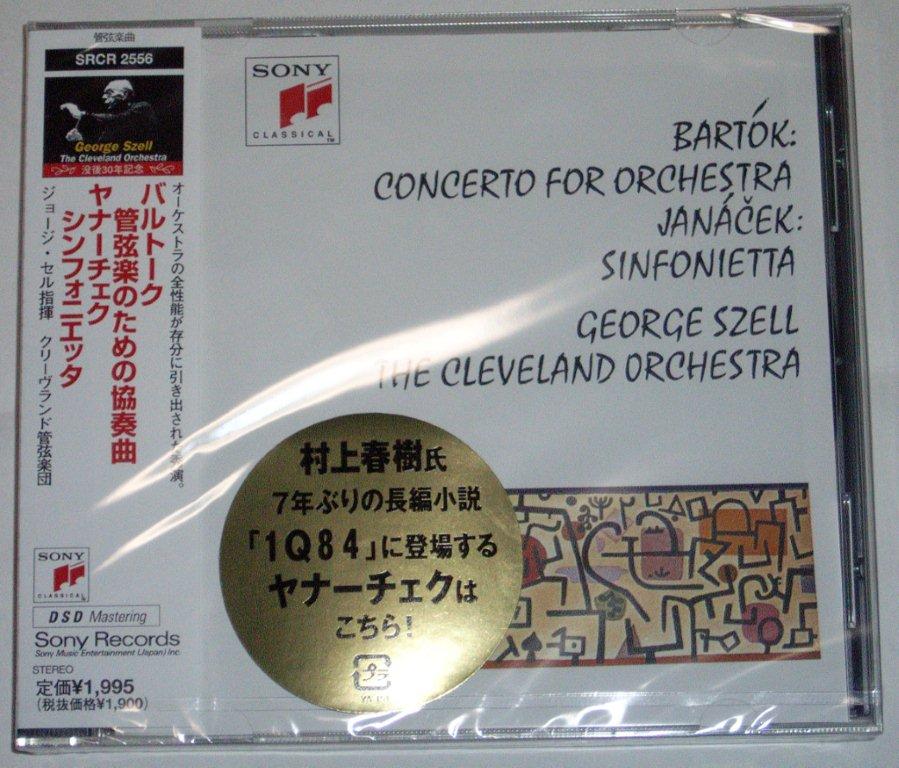 管弦楽曲
SRCR 2556
George Szell
The Cleveland Orchestra
没後30年記念
オーケストラの全性能が存分に引き出された
演。
バルトーク
管弦楽のための協奏曲
ヤナーチェク
シンフォニエッタ
ジョージ・セル指揮 クリーヴランド管弦楽団
SONY
CLASSICAL
DSD Mastering
Sony Records
Sony Music Entertainment (Japan) Inc.
STEREO
定価¥1,995
(税抜価格¥1,900)
SONY
CLASSICAL™
BARTÓK:
CONCERTO FOR ORCHESTRA
JANÁČEK:
SINFONIETTA
GEORGE SZELL
THE CLEVELAND ORCHESTRA
村上春樹氏
7年ぶりの長編小説
「1Q84」に登場する
ヤナーチェクは
こちら!
プラ